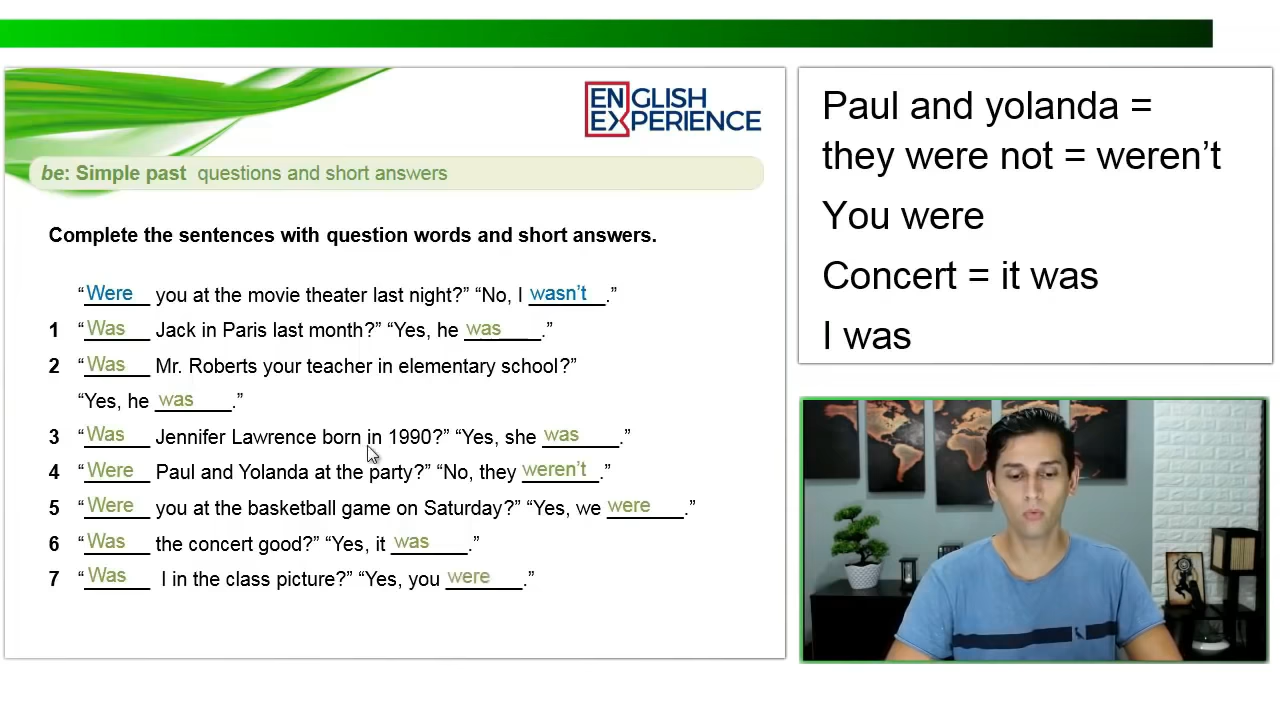 ENGLISH
EXPERIENCE
be: Simple past questions and short answers
Complete the sentences with question words and short answers.
“Were you at the movie theater last night?” “No, I wasn’t.”
1 “Was Jack in Paris last month?” “Yes, he was.”
2 “Was Mr. Roberts your teacher in elementary school?”
“Yes, he was.”
3 “Was Jennifer Lawrence born in 1990?” “Yes, she was.”
4 “Were Paul and Yolanda at the party?” “No, they weren’t.”
5 “Were you at the basketball game on Saturday?” “Yes, we were.”
6 “Was the concert good?” “Yes, it was.”
7 “Was I in the class picture?” “Yes, you were.”
Paul and yolanda =
they were not = weren’t
You were
Concert = it was
I was